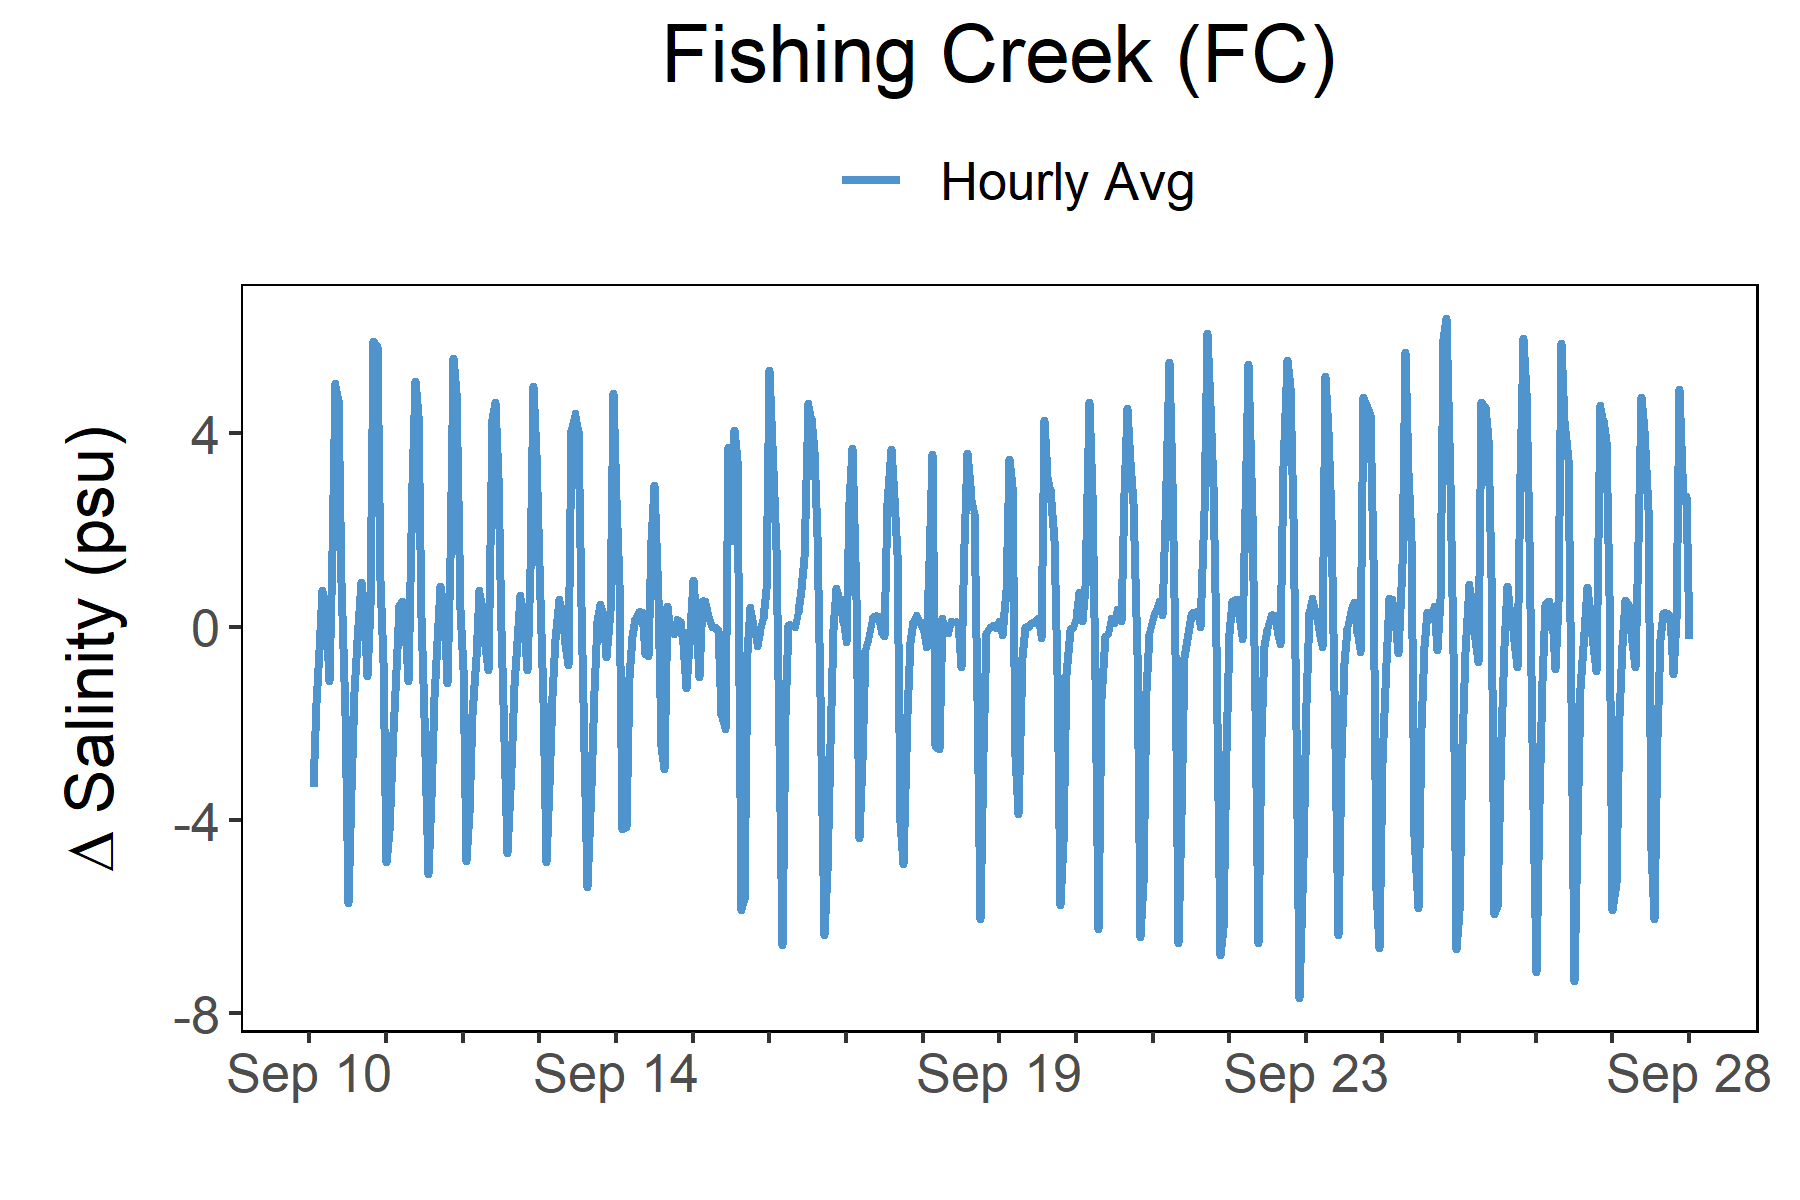 Fishing Creek (FC)
Hourly Avg
Δ Salinity (psu)
4
0
-4
-8
Sep 10 Sep 14 Sep 19 Sep 23 Sep 28